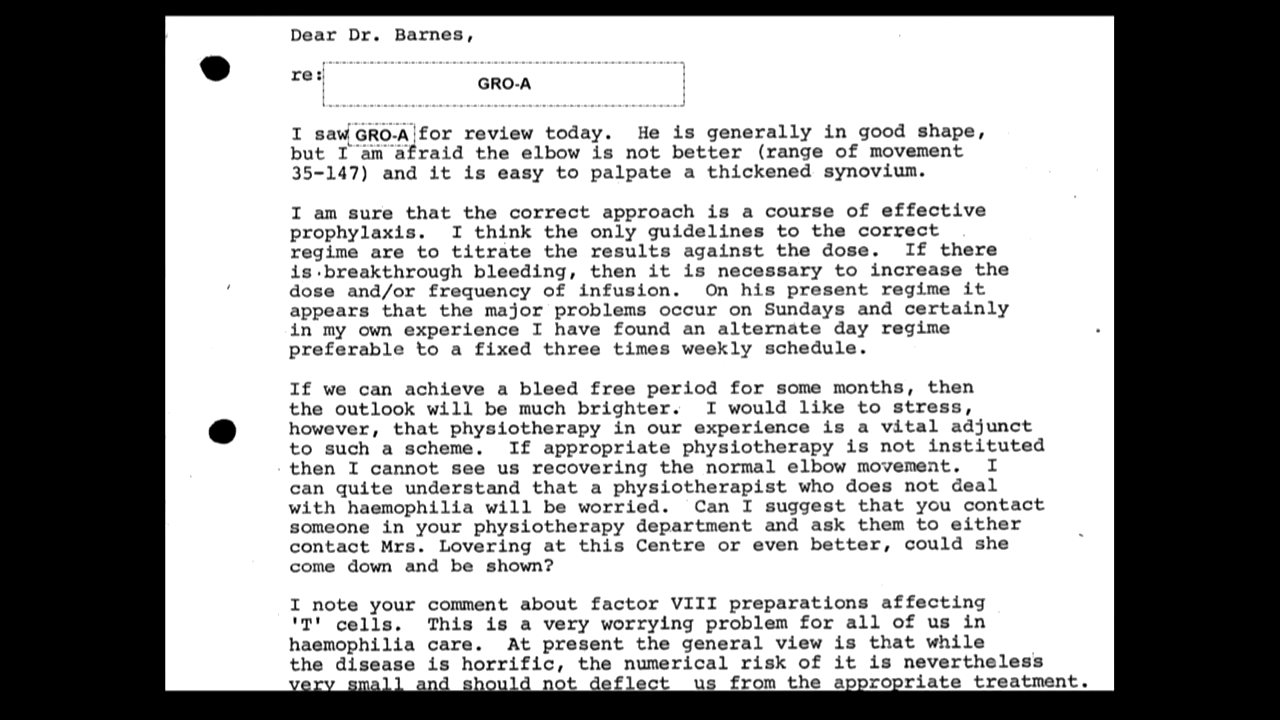 Dear Dr. Barnes,
re: GRO-A
I saw GRO-A for review today. He is generally in good shape,
but I am afraid the elbow is not better (range of movement
35-147) and it is easy to palpate a thickened synovium.
I am sure that the correct approach is a course of effective
prophylaxis. I think the only guidelines to the correct
regime are to titrate the results against the dose. If there
is breakthrough bleeding, then it is necessary to increase the
dose and/or frequency of infusion. On his present regime it
appears that the major problems occur on Sundays and certainly
in my own experience I have found an alternate day regime
preferable to a fixed three times weekly schedule.
If we can achieve a bleed free period for some months, then
the outlook will be much brighter. I would like to stress,
however, that physiotherapy in our experience is a vital adjunct
to such a scheme. If appropriate physiotherapy is not instituted
then I cannot see us recovering the normal elbow movement. I
can quite understand that a physiotherapist who does not deal
with haemophilia will be worried. Can I suggest that you contact
someone in your physiotherapy department and ask them to either
contact Mrs. Lovering at this Centre or even better, could she
come down and be shown?
I note your comment about factor VIII preparations affecting
'T' cells. This is a very worrying problem for all of us in
haemophilia care. At present the general view is that while
the disease is horrific, the numerical risk of it is nevertheless
very small and should not deflect us from the appropriate treatment.